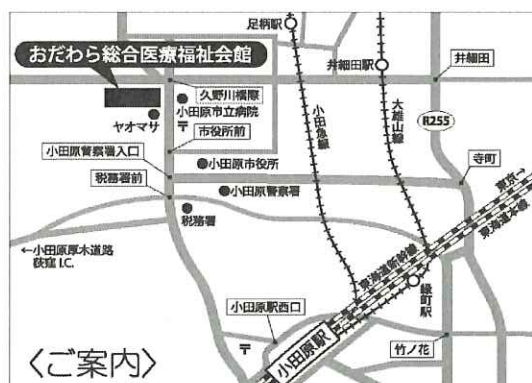 足柄駅
おだわら総合医療福祉会館
井細田駅
井細田
久野川橋際
小田原市立病院
〒
ヤオマサ
市役所前
小田急線
大雄山線
R255
小田原警察署入口
小田原市役所
寺町
税務署前
小田原警察署
税務署
東京→
東海道新幹線
東海道本線
←小田原厚木道路
荻窪I.C.
緑町駅
小田原駅西口
〒
小田原駅
竹ノ花
〈ご案内〉